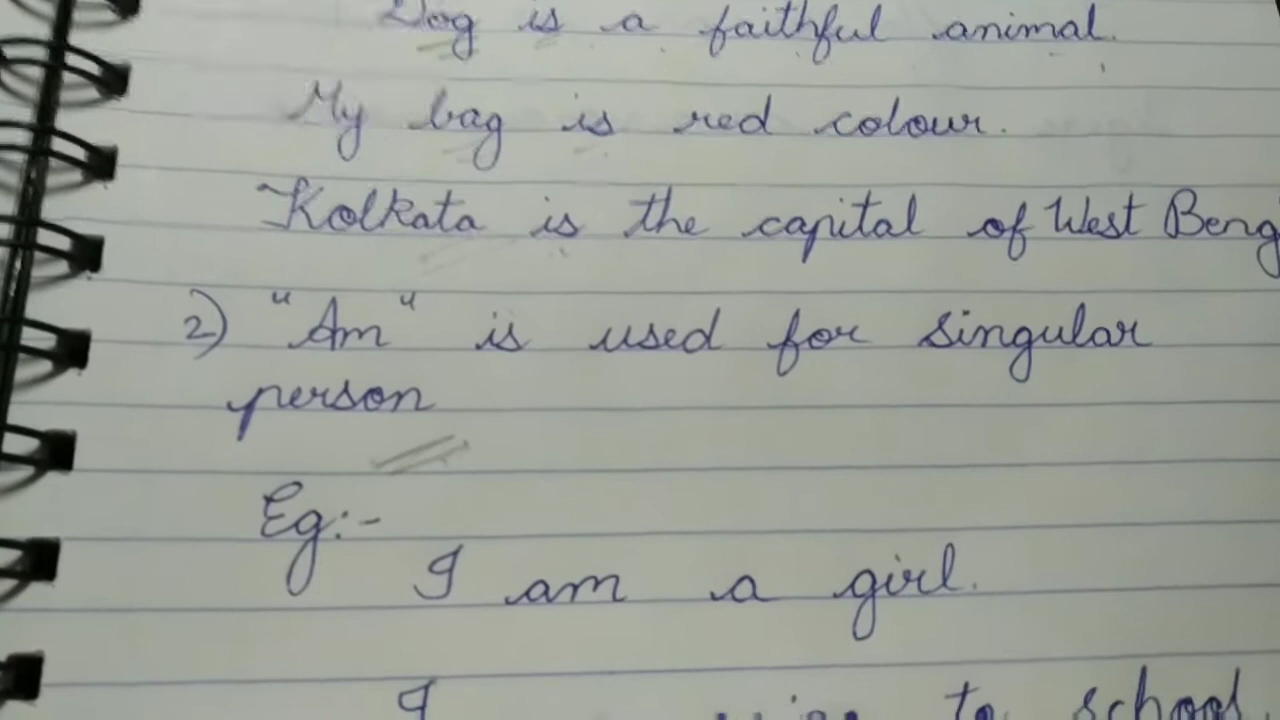 Dog is a faithful animal.
My bag is red colour.
Kolkata is the capital of West Beng
2) "Am" is used for singular
person
Eg:-
I am a girl.
I to school.